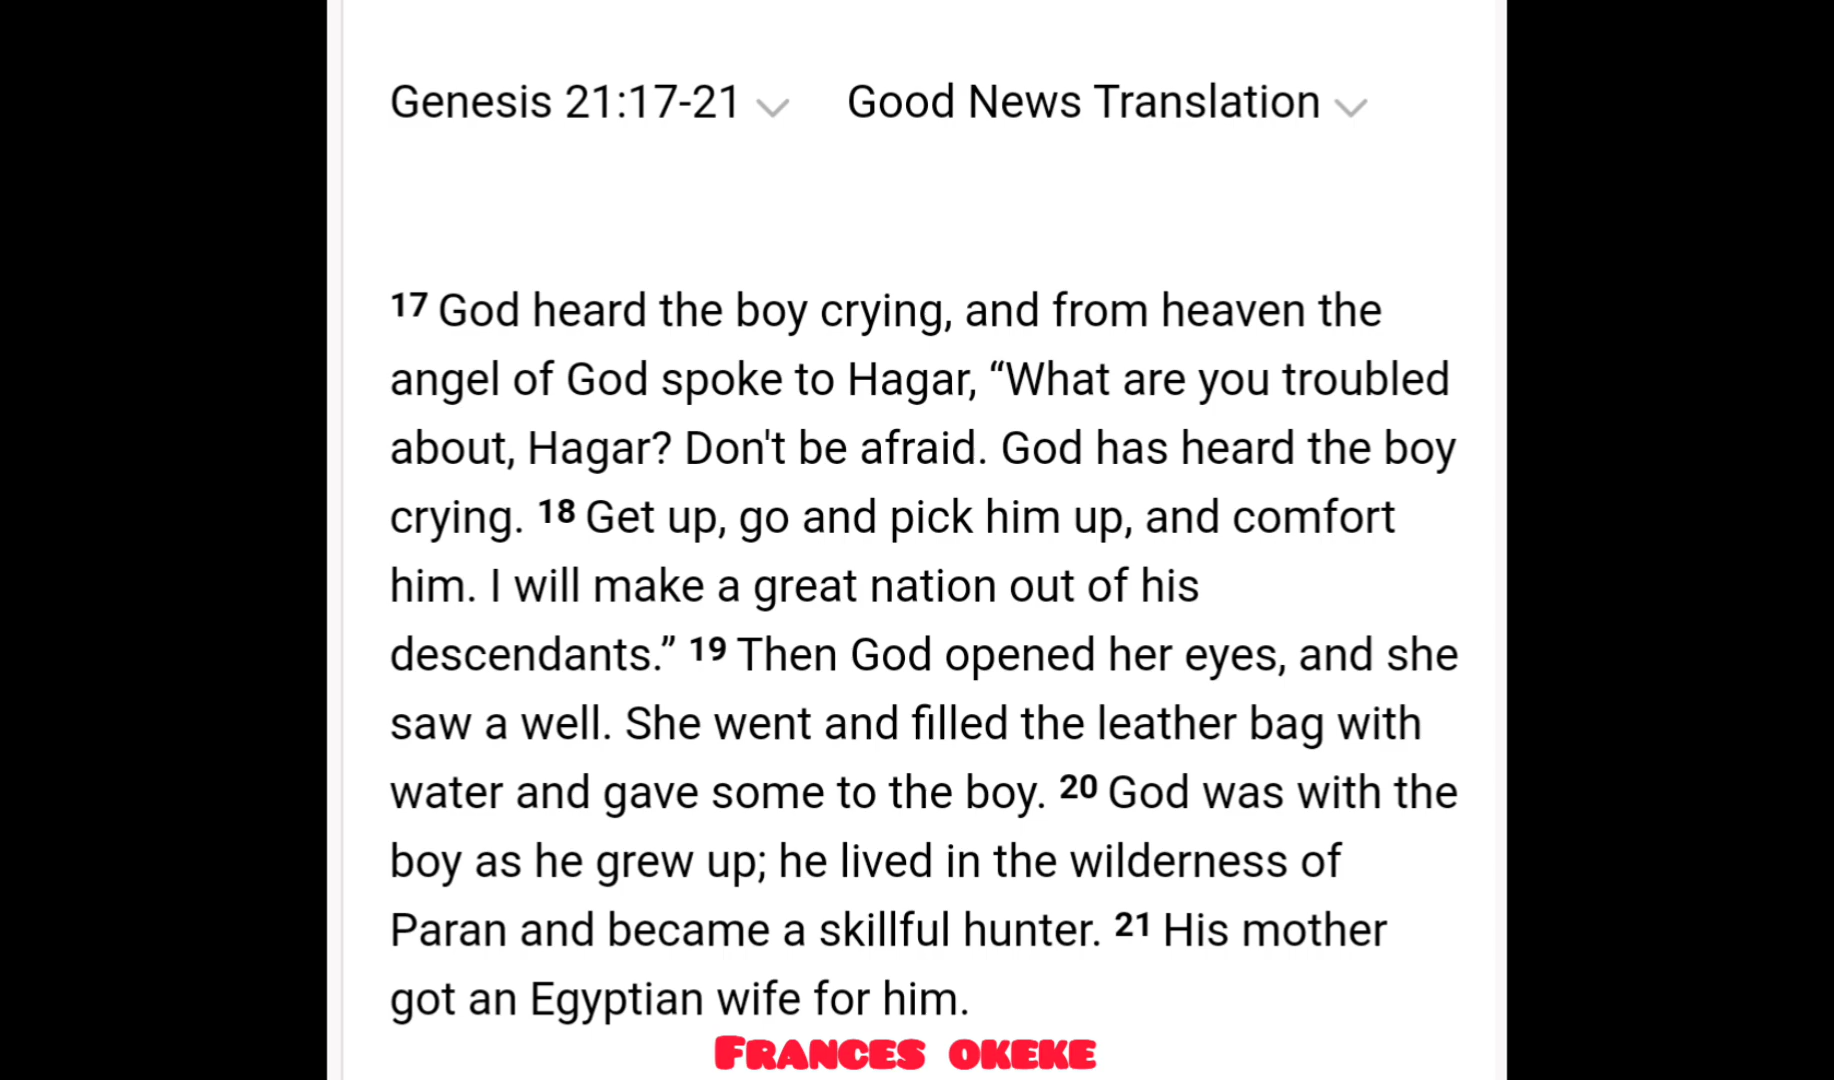 Genesis 21:17-21 Good News Translation
17 God heard the boy crying, and from heaven the
angel of God spoke to Hagar, “What are you troubled
about, Hagar? Don't be afraid. God has heard the boy
crying. 18 Get up, go and pick him up, and comfort
him. I will make a great nation out of his
descendants.” 19 Then God opened her eyes, and she
saw a well. She went and filled the leather bag with
water and gave some to the boy. 20 God was with the
boy as he grew up; he lived in the wilderness of
Paran and became a skillful hunter. 21 His mother
got an Egyptian wife for him.
FRANCES OKEKE